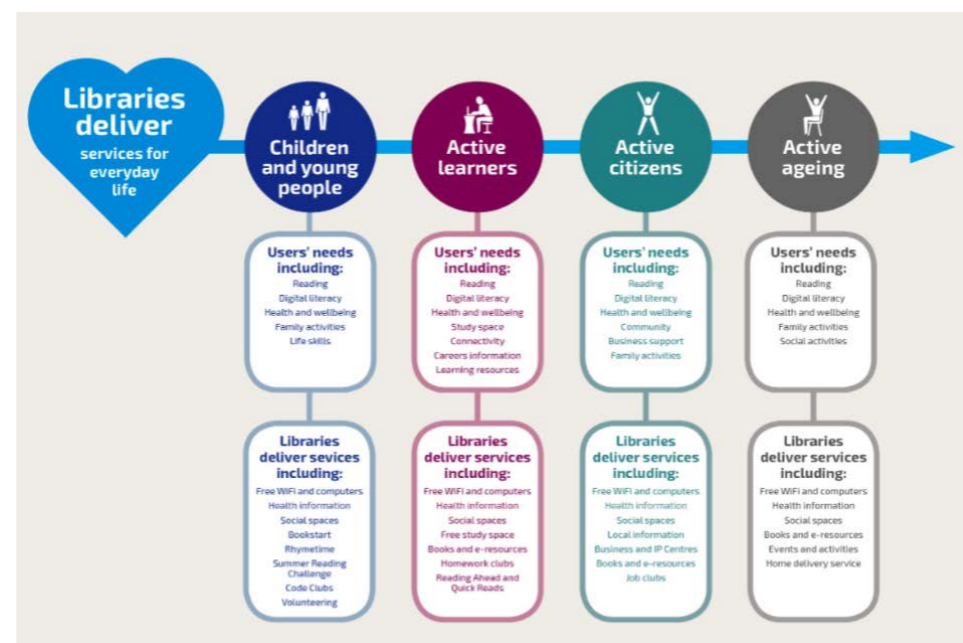 Libraries
deliver
services for
everyday
life
Children
and young
people
Users' needs
including:
Reading
Digital literacy
Health and wellbeing
Family activities
Life skills
Libraries
deliver sevices
including:
Free WiFi and computers
Health information
Social spaces
Bookstart
Rhymetime
Summer Reading
Challenge
Code Clubs
Volunteering
Active
learners
Users' needs
including:
Reading
Digital literacy
Health and wellbeing
Study space
Connectivity
Careers information
Learning resources
Libraries
deliver services
including:
Free WiFi and computers
Health information
Social spaces
Free study space
Books and e-resources
Homework clubs
Reading Ahead and
Quick Reads
Active
citizens
Users' needs
including:
Reading
Digital literacy
Health and wellbeing
Community
Business support
Family activities
Libraries
deliver services
including:
Free WiFi and computers
Health information
Social spaces
Local information
Business and IP Centres
Books and e-resources
Job clubs
Active
ageing
Users' needs
including:
Reading
Digital literacy
Health and wellbeing
Family activities
Social activities
Libraries
deliver services
including:
Free WiFi and computers
Health information
Social spaces
Books and e-resources
Events and activities
Home delivery service